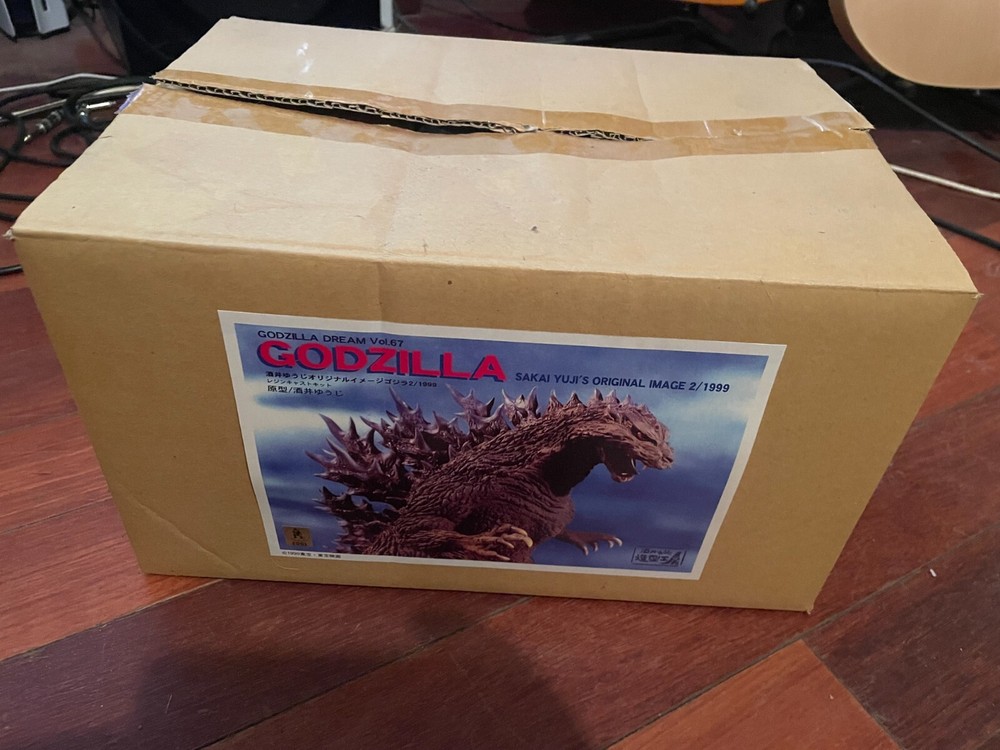 GODZILLA DREAM Vol.67
GODZILLA
酒井ゆうじオリジナルイメージゴジラ2/1999
レジンキャストキット
原型/酒井ゆうじ
SAKAI YUJI'S ORIGINAL IMAGE 2/1999